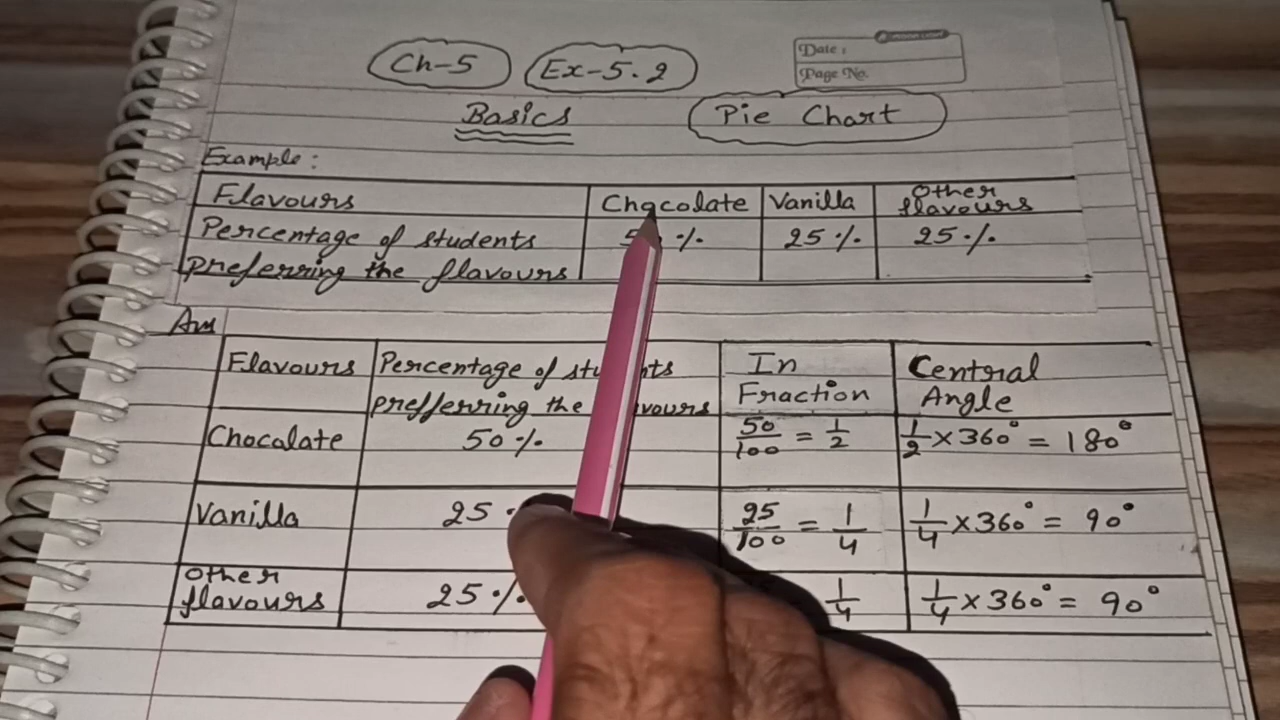 Ch-5 Ex-5.2
Date :
Page No.
Basics Pie Chart
Example :
Flavours Chocolate Vanilla Other flavours
Percentage of students preferring the flavours % 25 % 25 %
Ans
Flavours Percentage of students prefferring the In Fraction Central Angle
Chocalate 50 % 50/100 = 1/2 1/2 × 360° = 180°
Vanilla 25 25/100 = 1/4 1/4 × 360° = 90°
Other flavours 25 % 1/4 1/4 × 360° = 90°